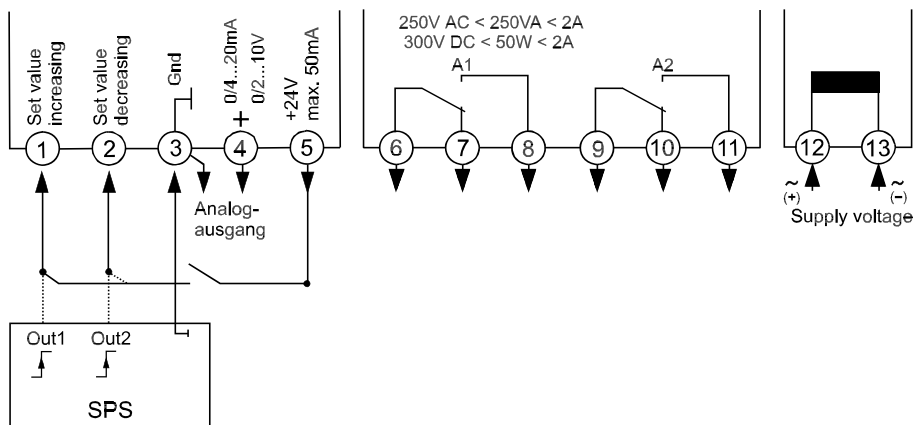 Set value
increasing
Set value
decreasing
Gnd
0/4...20mA
0/2...10V
+
+24V
max. 50mA
250V AC < 250VA < 2A
300V DC < 50W < 2A
A1
A2
1
2
3
4
5
6
7
8
9
10
11
12
13
Analog-
ausgang
~
(+)
~
(-)
Supply voltage
Out1
Out2
SPS